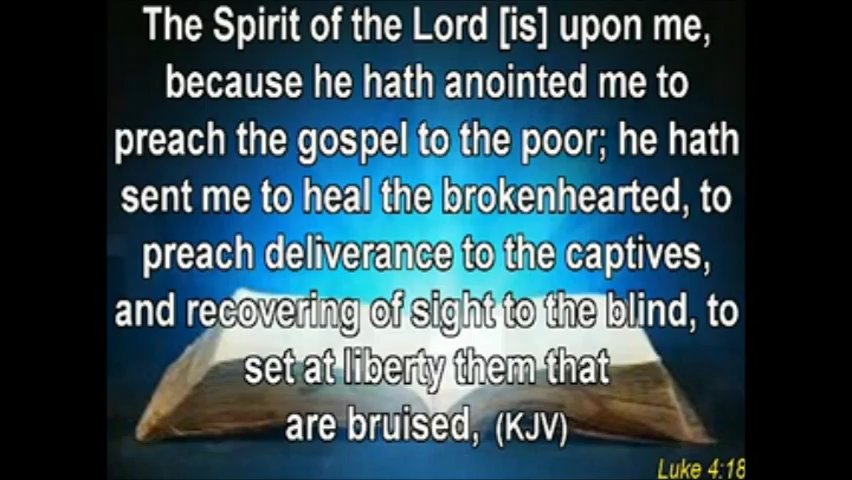 The Spirit of the Lord [is] upon me,
because he hath anointed me to
preach the gospel to the poor; he hath
sent me to heal the brokenhearted, to
preach deliverance to the captives,
and recovering of sight to the blind, to
set at liberty them that
are bruised, (KJV)
Luke 4:18